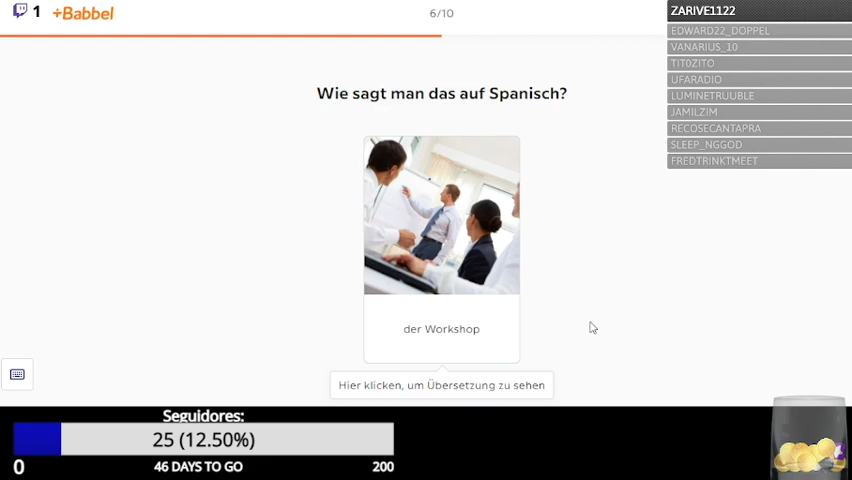 1
+Babbel
6/10
ZARIVE1122
EDWARD22_DOPPEL
VANARIUS_10
TIT0ZITO
UFARADIO
LUMINETRUUBLE
JAMILZIM
RECOSECANTAPRA
SLEEP_NGGOD
FREDTRINKTMEET
Wie sagt man das auf Spanisch?
der Workshop
Hier klicken, um Übersetzung zu sehen
Seguidores:
25 (12.50%)
0
46 DAYS TO GO
200